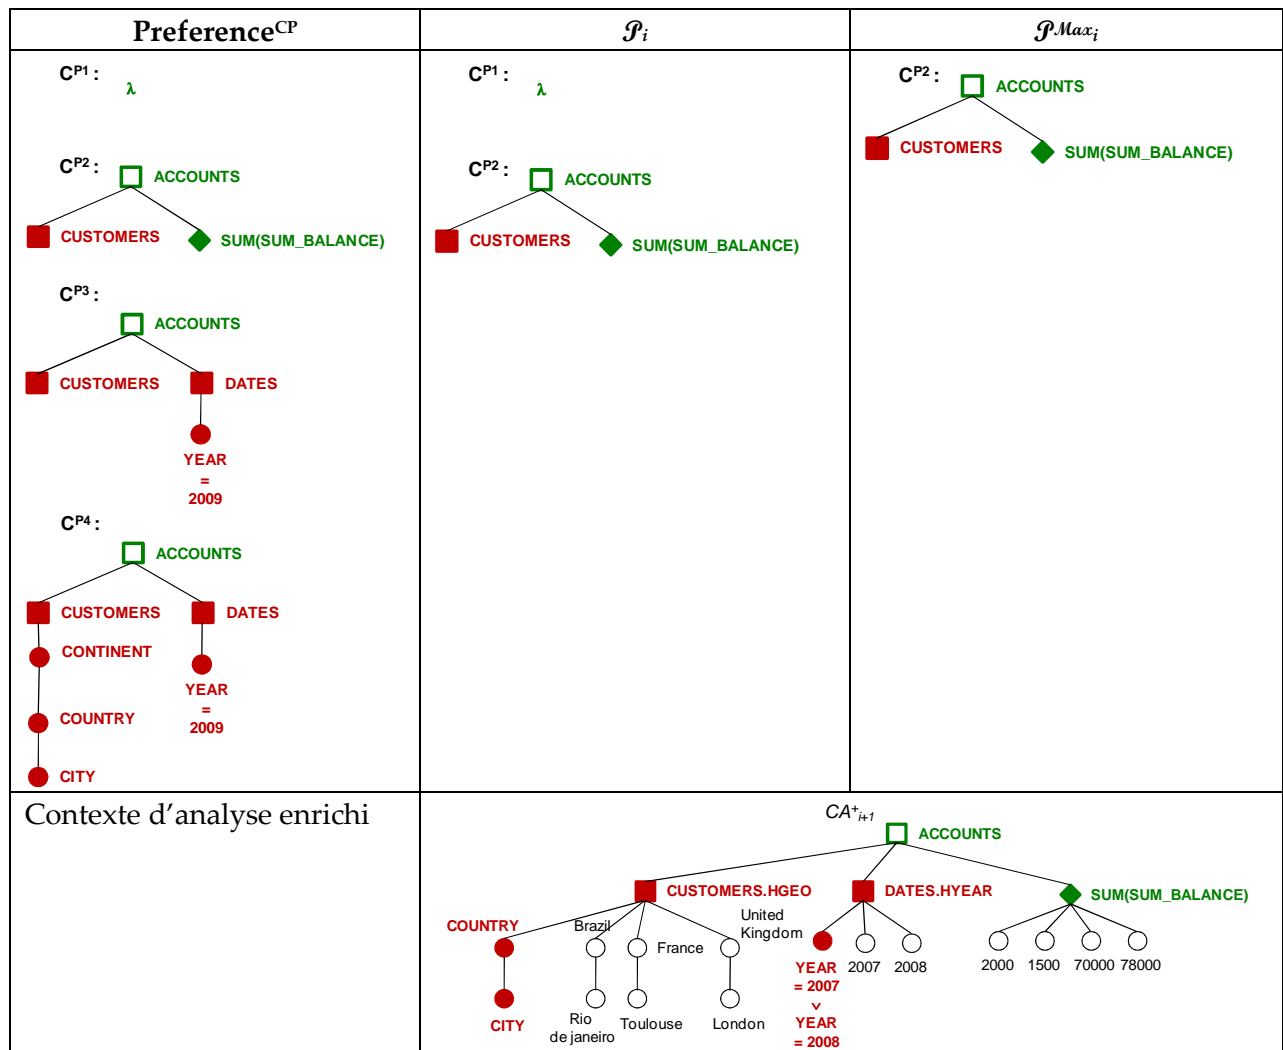 Preference^CP
𝒫i
𝒫^Max i
C^P1 :
λ
C^P2 :
ACCOUNTS
CUSTOMERS
SUM(SUM_BALANCE)
C^P3 :
ACCOUNTS
CUSTOMERS
DATES
YEAR
=
2009
C^P4 :
ACCOUNTS
CUSTOMERS
DATES
CONTINENT
YEAR
=
2009
COUNTRY
CITY
C^P1 :
λ
C^P2 :
ACCOUNTS
CUSTOMERS
SUM(SUM_BALANCE)
C^P2 :
ACCOUNTS
CUSTOMERS
SUM(SUM_BALANCE)
Contexte d'analyse enrichi
CA^+ i+1
ACCOUNTS
CUSTOMERS.HGEO
DATES.HYEAR
SUM(SUM_BALANCE)
COUNTRY
Brazil
France
United
Kingdom
CITY
Rio
de janeiro
Toulouse
London
YEAR
= 2007
∨
YEAR
= 2008
2007
2008
2000
1500
70000
78000